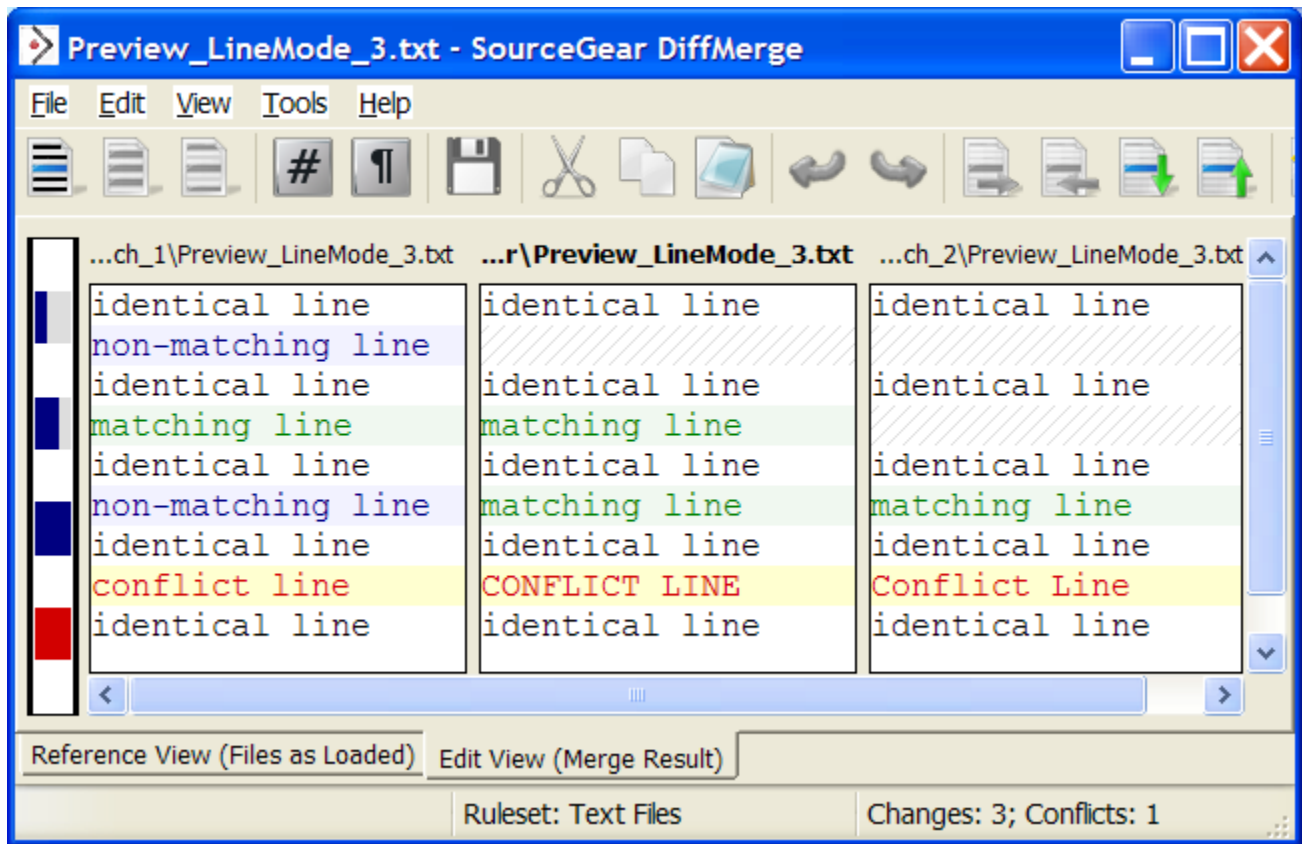 Preview_LineMode_3.txt - SourceGear DiffMerge
File Edit View Tools Help
# ¶
...ch_1\Preview_LineMode_3.txt ...r\Preview_LineMode_3.txt ...ch_2\Preview_LineMode_3.txt
identical line identical line identical line
non-matching line
identical line identical line identical line
matching line matching line
identical line identical line identical line
non-matching line matching line matching line
identical line identical line identical line
conflict line CONFLICT LINE Conflict Line
identical line identical line identical line
Reference View (Files as Loaded) Edit View (Merge Result)
Ruleset: Text Files Changes: 3; Conflicts: 1